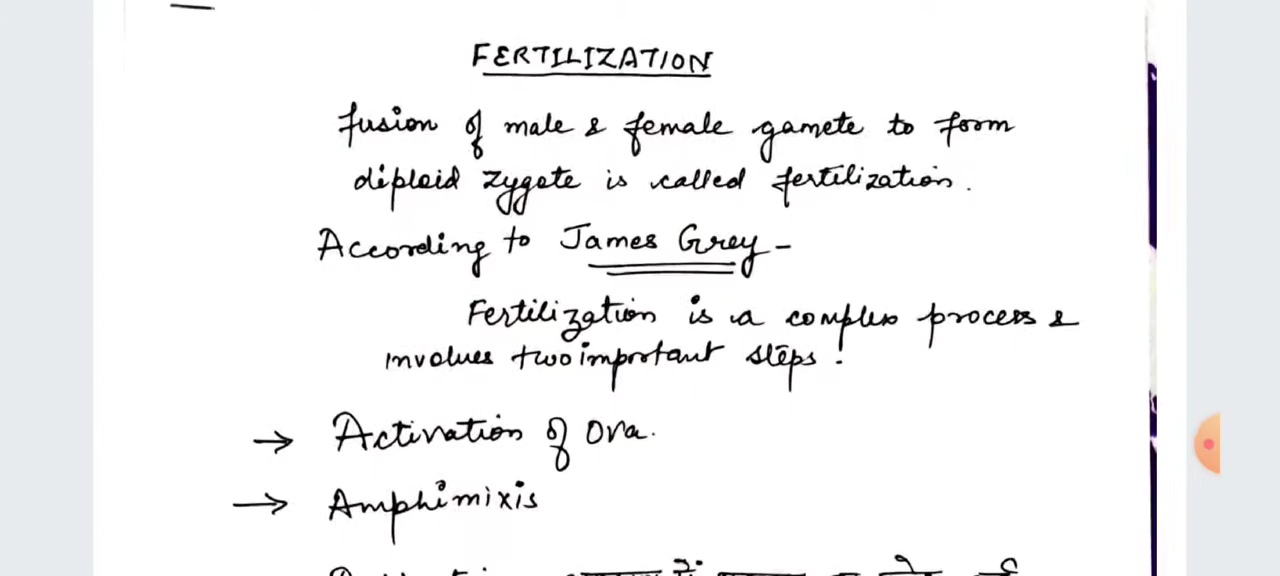 FERTILIZATION
fusion of male & female gamete to form
diploid zygote is called fertilization.
According to James Grey -
Fertilization is a complex process &
involves two important steps :
→ Activation of Ova.
→ Amphimixis